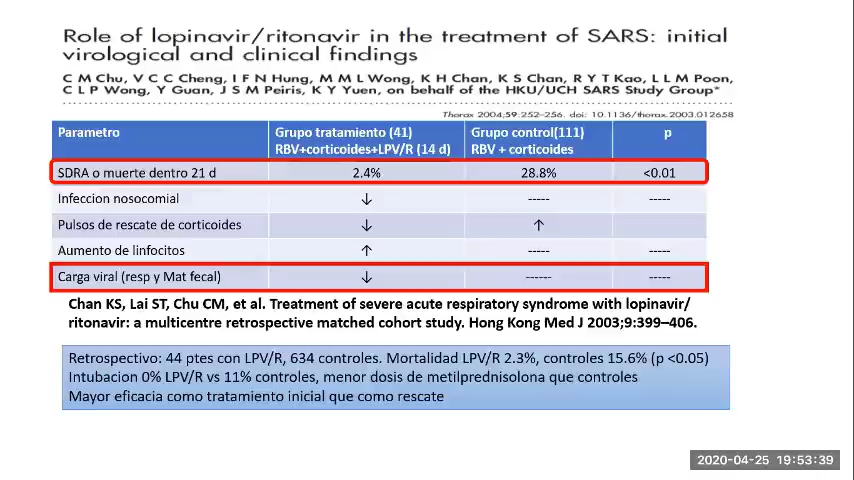 Role of lopinavir/ritonavir in the treatment of SARS: initial
virological and clinical findings
C M Chu, V C C Cheng, I F N Hung, M M L Wong, K H Chan, K S Chan, R Y T Kao, L L M Poon,
C L P Wong, Y Guan, J S M Peiris, K Y Yuen, on behalf of the HKU/UCH SARS Study Group*
Thorax 2004;59:252–256. doi: 10.1136/thorax.2003.012658
Parametro Grupo tratamiento (41) Grupo control(111) p
RBV+corticoides+LPV/R (14 d) RBV + corticoides
SDRA o muerte dentro 21 d 2.4% 28.8% <0.01
Infeccion nosocomial ↓ ----- -----
Pulsos de rescate de corticoides ↓ ↑
Aumento de linfocitos ↑ ----- -----
Carga viral (resp y Mat fecal) ↓ ------ -----
Chan KS, Lai ST, Chu CM, et al. Treatment of severe acute respiratory syndrome with lopinavir/
ritonavir: a multicentre retrospective matched cohort study. Hong Kong Med J 2003;9:399–406.
Retrospectivo: 44 ptes con LPV/R, 634 controles. Mortalidad LPV/R 2.3%, controles 15.6% (p <0.05)
Intubacion 0% LPV/R vs 11% controles, menor dosis de metilprednisolona que controles
Mayor eficacia como tratamiento inicial que como rescate
2020-04-25 19:53:39